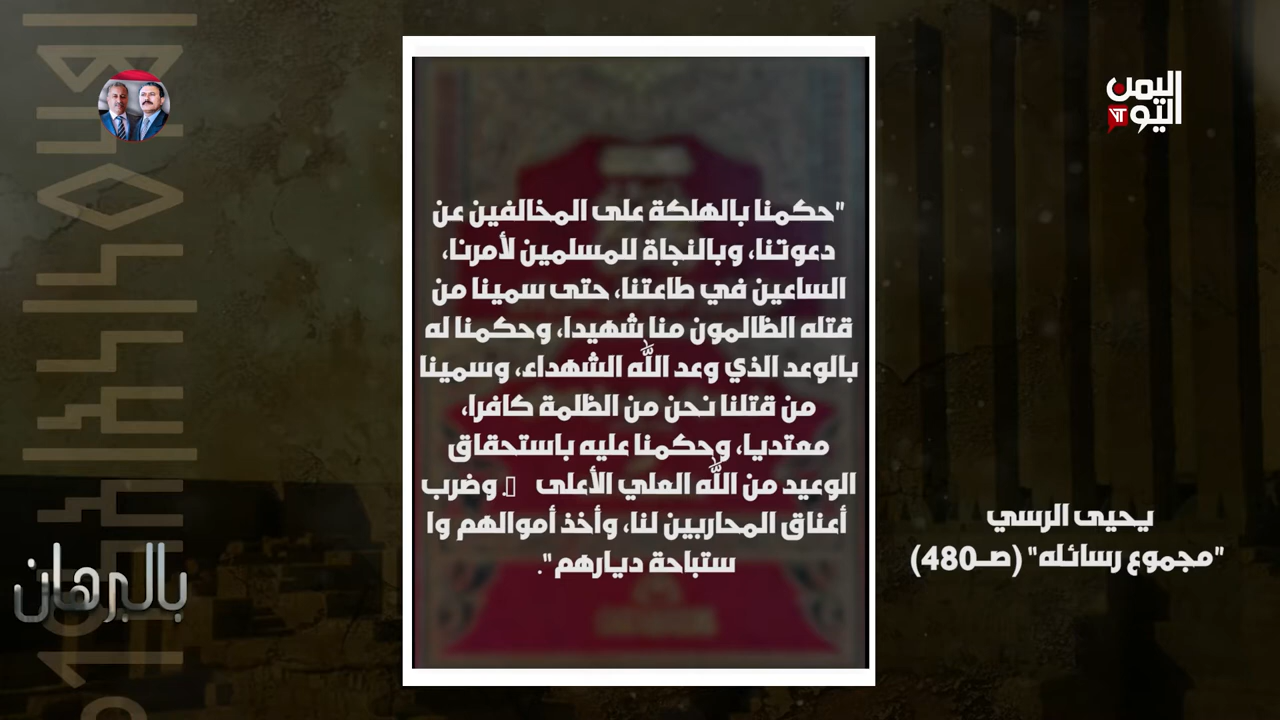 اليمن
اليوم
"حكمنا بالهلكة على المخالفين عن
دعوتنا، وبالنجاة للمسلمين لأمرنا،
الساعين في طاعتنا، حتى سمينا من
قتله الظالمون منا شهيدا، وحكمنا له
بالوعد الذي وعد الله الشهداء، وسمينا
من قتلنا نحن من الظلمة كافرا،
معتديا، وحكمنا عليه باستحقاق
الوعيد من الله العلي الأعلى . وضرب
أعناق المحاربين لنا، وأخذ أموالهم وا
ستباحة ديارهم".
يحيى الرسي
"مجموع رسائله" (صـ480)
بالبرهان